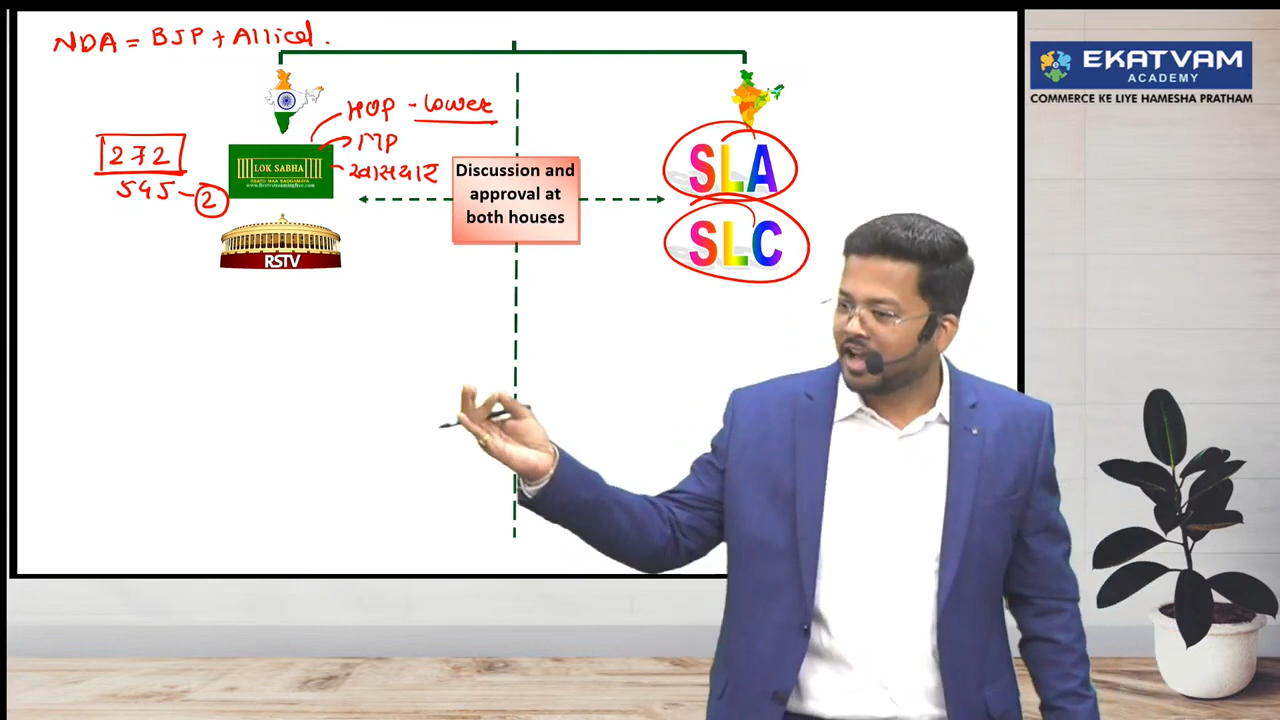 NDA = BJP + Allied.
EKATVAM
ACADEMY
COMMERCE KE LIYE HAMESHA PRATHAM
HOP - lower
MP
272
545 - 2
LOK SABHA
Discussion and
approval at
both houses
SLA
SLC
RSTV